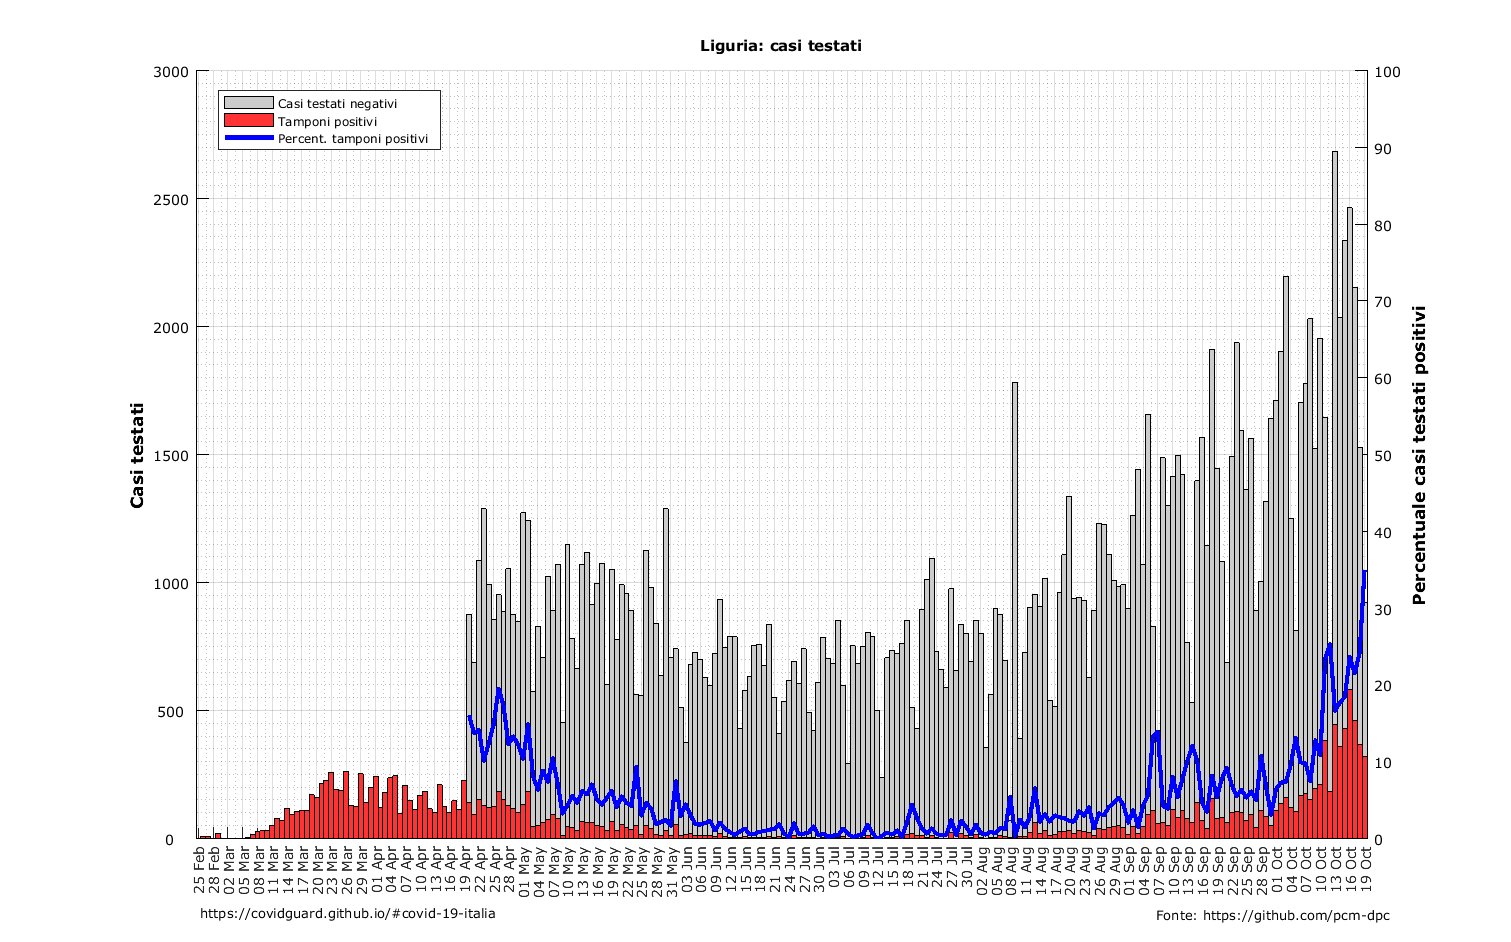 Liguria: casi testati
3000
2500
2000
1500
1000
500
0
Casi testati
Casi testati negativi
Tamponi positivi
Percent. tamponi positivi
100
90
80
70
60
50
40
30
20
10
0
Percentuale casi testati positivi
25 Feb
28 Feb
02 Mar
05 Mar
08 Mar
11 Mar
14 Mar
17 Mar
20 Mar
23 Mar
26 Mar
29 Mar
01 Apr
04 Apr
07 Apr
10 Apr
13 Apr
16 Apr
19 Apr
22 Apr
25 Apr
28 Apr
01 May
04 May
07 May
10 May
13 May
16 May
19 May
22 May
25 May
28 May
31 May
03 Jun
06 Jun
09 Jun
12 Jun
15 Jun
18 Jun
21 Jun
24 Jun
27 Jun
30 Jun
03 Jul
06 Jul
09 Jul
12 Jul
15 Jul
18 Jul
21 Jul
24 Jul
27 Jul
30 Jul
02 Aug
05 Aug
08 Aug
11 Aug
14 Aug
17 Aug
20 Aug
23 Aug
26 Aug
29 Aug
01 Sep
04 Sep
07 Sep
10 Sep
13 Sep
16 Sep
19 Sep
22 Sep
25 Sep
28 Sep
01 Oct
04 Oct
07 Oct
10 Oct
13 Oct
16 Oct
19 Oct
https://covidguard.github.io/#covid-19-italia
Fonte: https://github.com/pcm-dpc